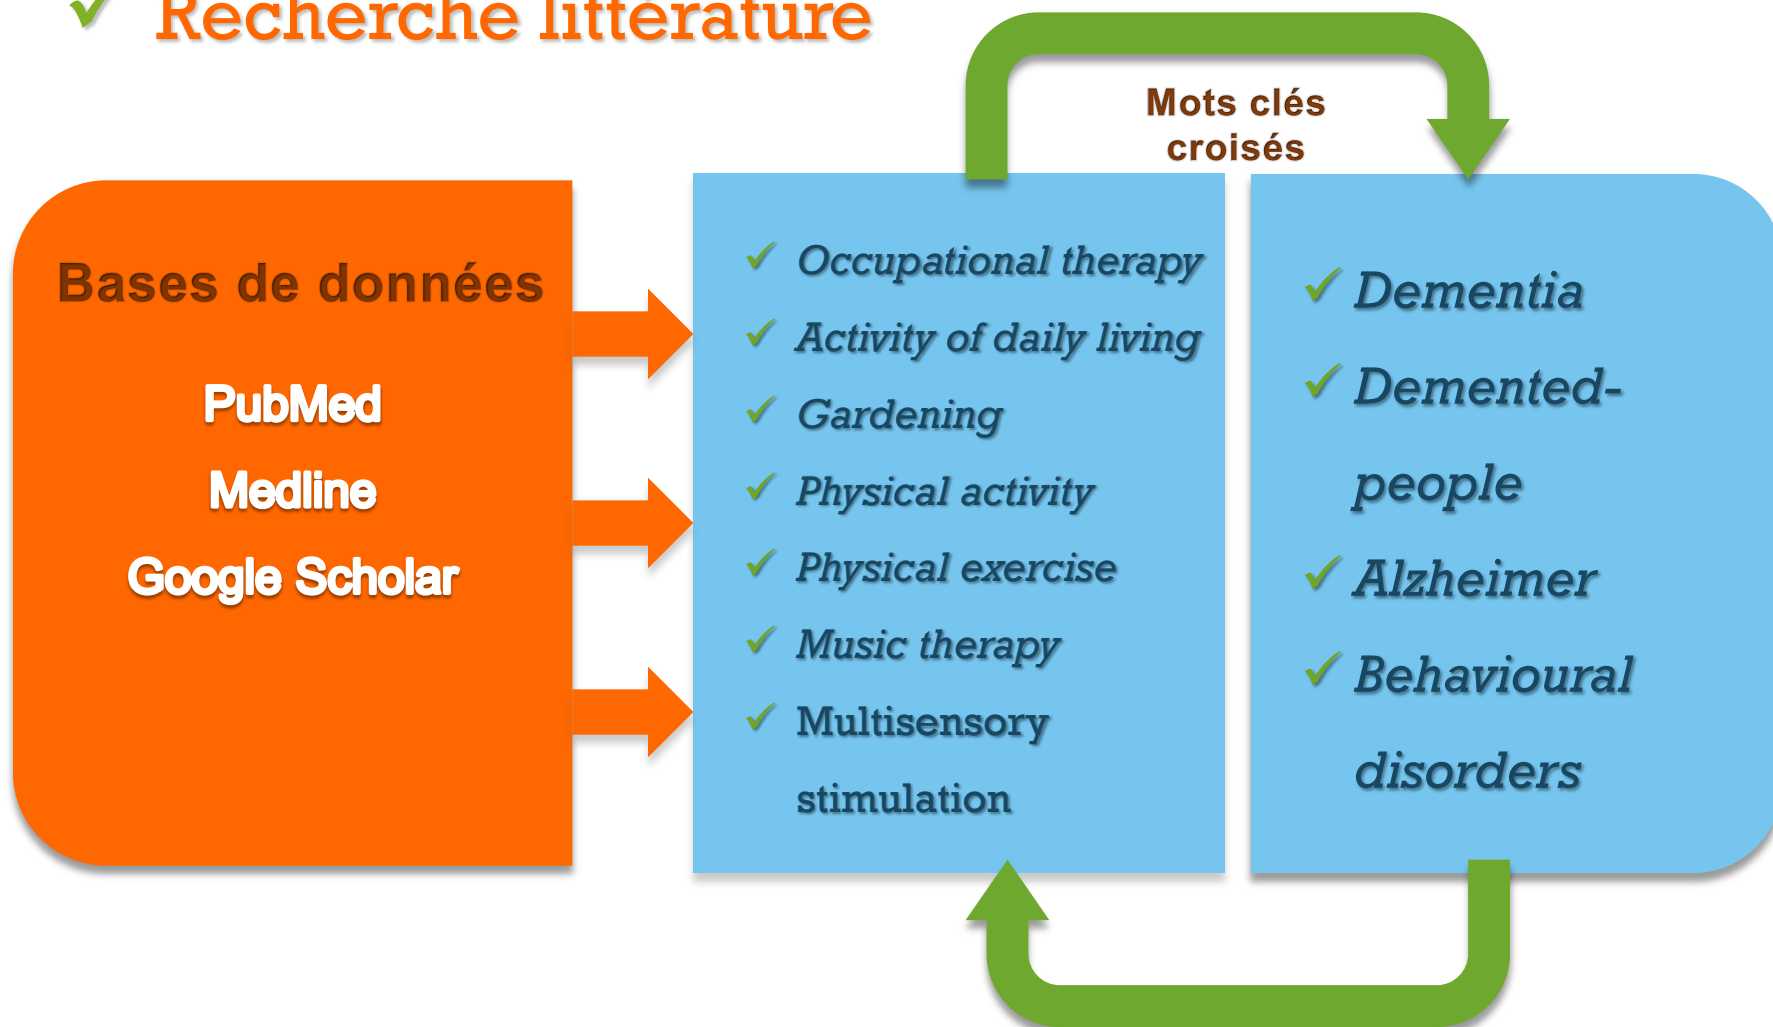 Recherche littérature
Mots clés
croisés
Bases de données
PubMed
Medline
Google Scholar
Occupational therapy
Activity of daily living
Gardening
Physical activity
Physical exercise
Music therapy
Multisensory
stimulation
Dementia
Demented-
people
Alzheimer
Behavioural
disorders